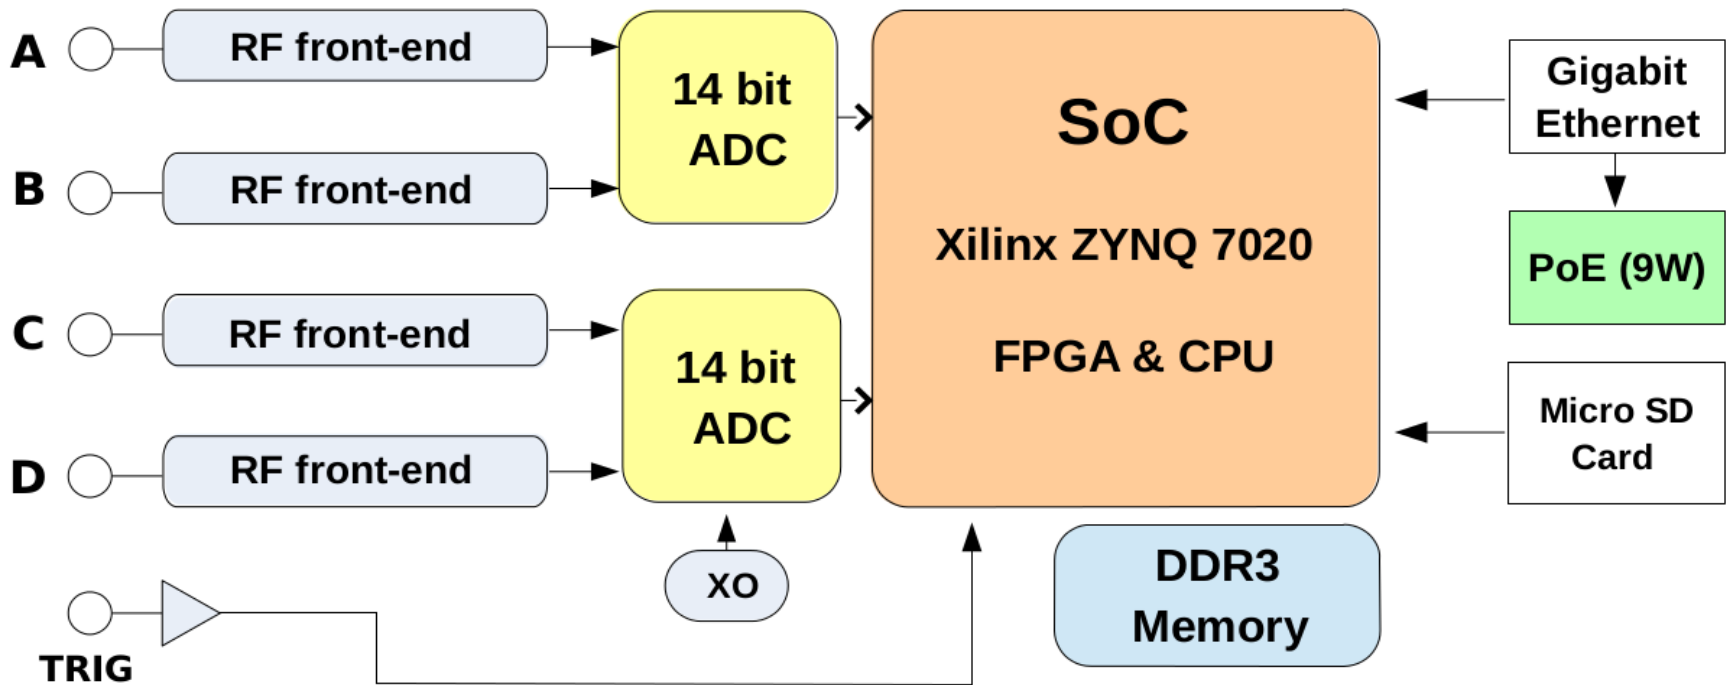 A
RF front-end
B
RF front-end
C
RF front-end
D
RF front-end
TRIG
14 bit
ADC
14 bit
ADC
XO
SoC
Xilinx ZYNQ 7020
FPGA & CPU
DDR3
Memory
Gigabit
Ethernet
PoE (9W)
Micro SD
Card